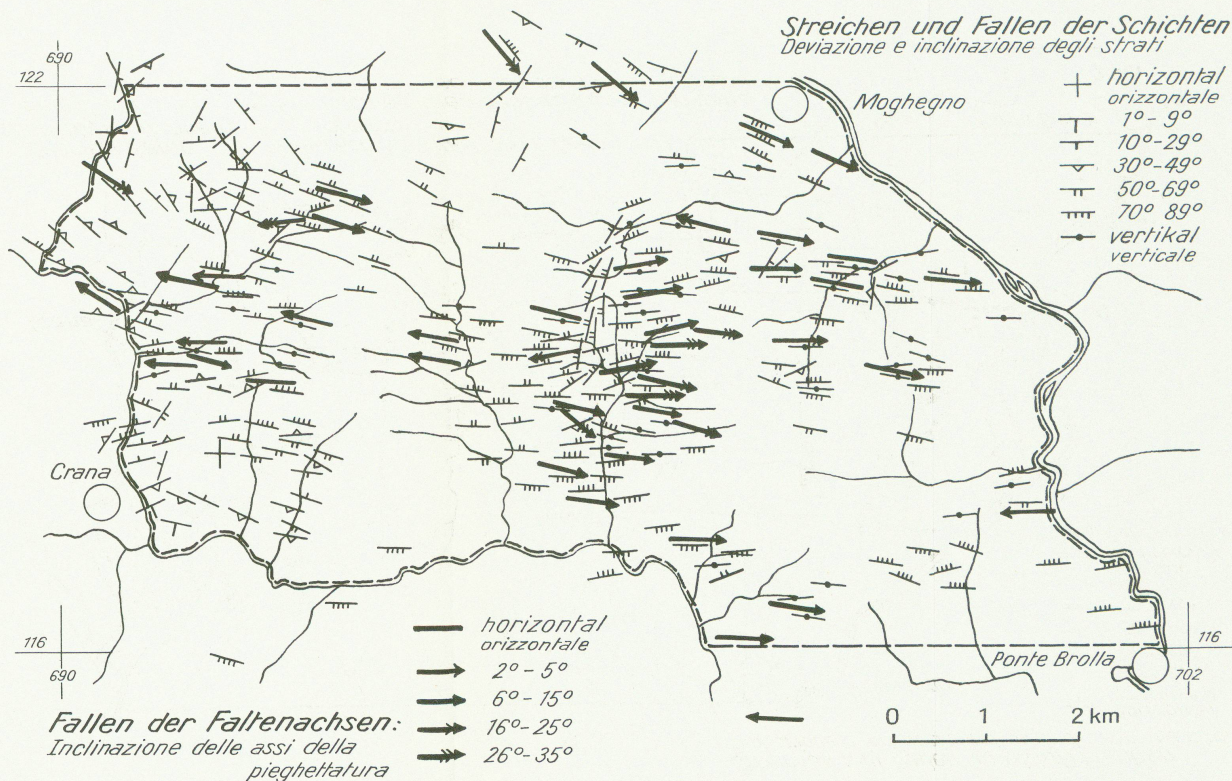 Streichen und Fallen der Schichten
Deviazione e inclinazione degli strati
horizontal
orizzontale
1° – 9°
10° – 29°
30° – 49°
50° – 69°
70° 89°
vertikal
verticale
690
122
Moghegno
Crana
116
690
Ponte Brolla
116
702
Fallen der Faltenachsen:
Inclinazione delle assi della
pieghettatura
horizontal
orizzontale
2° – 5°
6° – 15°
16° – 25°
26° – 35°
0 1 2 km